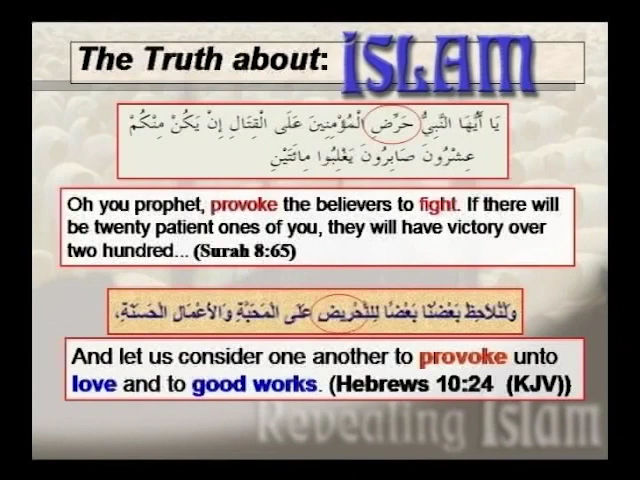 The Truth about: iSLAM
يَا أَيُّهَا النَّبِيُّ حَرِّضِ الْمُؤْمِنِينَ عَلَى الْقِتَالِ إِنْ يَكُنْ مِنْكُمْ
عِشْرُونَ صَابِرُونَ يَغْلِبُوا مِائَتَيْنِ
Oh you prophet, provoke the believers to fight. If there will
be twenty patient ones of you, they will have victory over
two hundred... (Surah 8:65)
وَلْنُلاَحِظْ بَعْضُنَا بَعْضًا لِلتَّحْرِيضِ عَلَى الْمَحَبَّةِ وَالأَعْمَالِ الْحَسَنَةِ،
And let us consider one another to provoke unto
love and to good works. (Hebrews 10:24 (KJV))
Revealing Islam